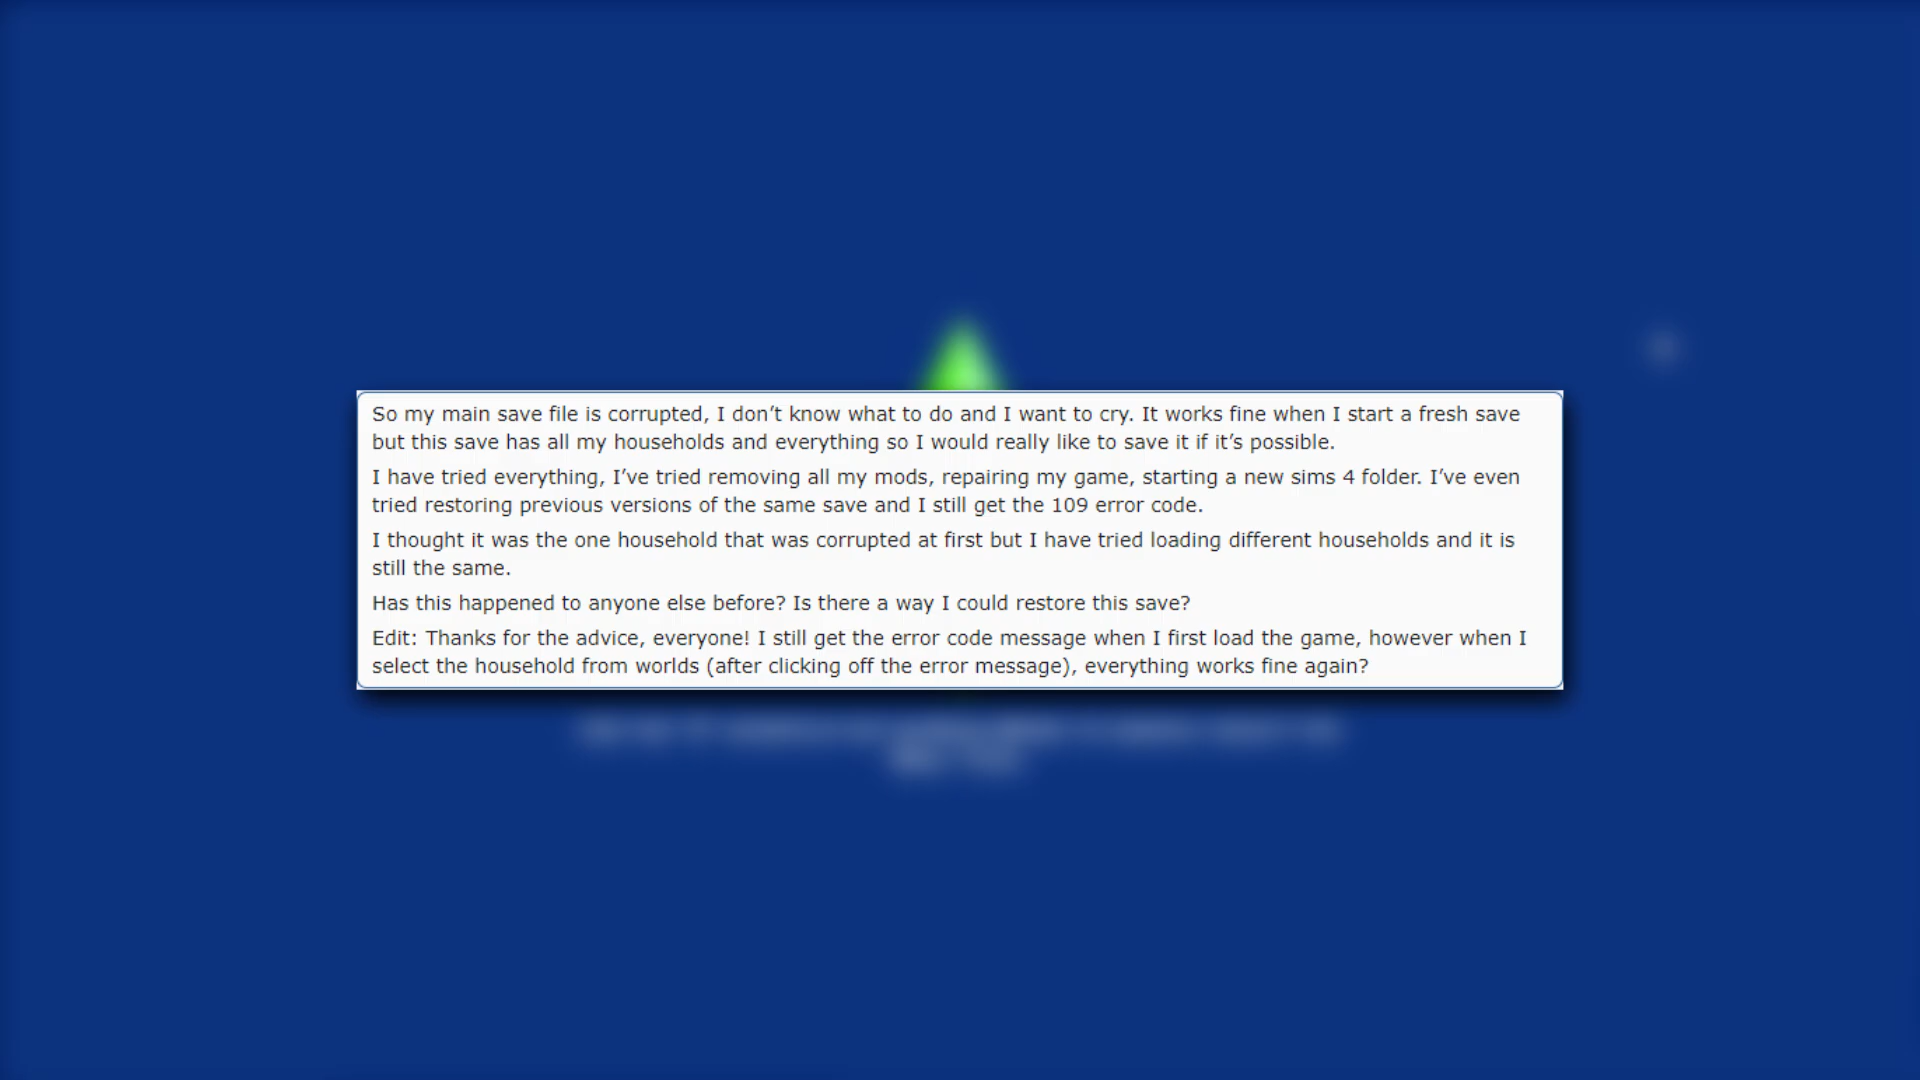 So my main save file is corrupted, I don’t know what to do and I want to cry. It works fine when I start a fresh save
but this save has all my households and everything so I would really like to save it if it’s possible.
I have tried everything, I’ve tried removing all my mods, repairing my game, starting a new sims 4 folder. I’ve even
tried restoring previous versions of the same save and I still get the 109 error code.
I thought it was the one household that was corrupted at first but I have tried loading different households and it is
still the same.
Has this happened to anyone else before? Is there a way I could restore this save?
Edit: Thanks for the advice, everyone! I still get the error code message when I first load the game, however when I
select the household from worlds (after clicking off the error message), everything works fine again?